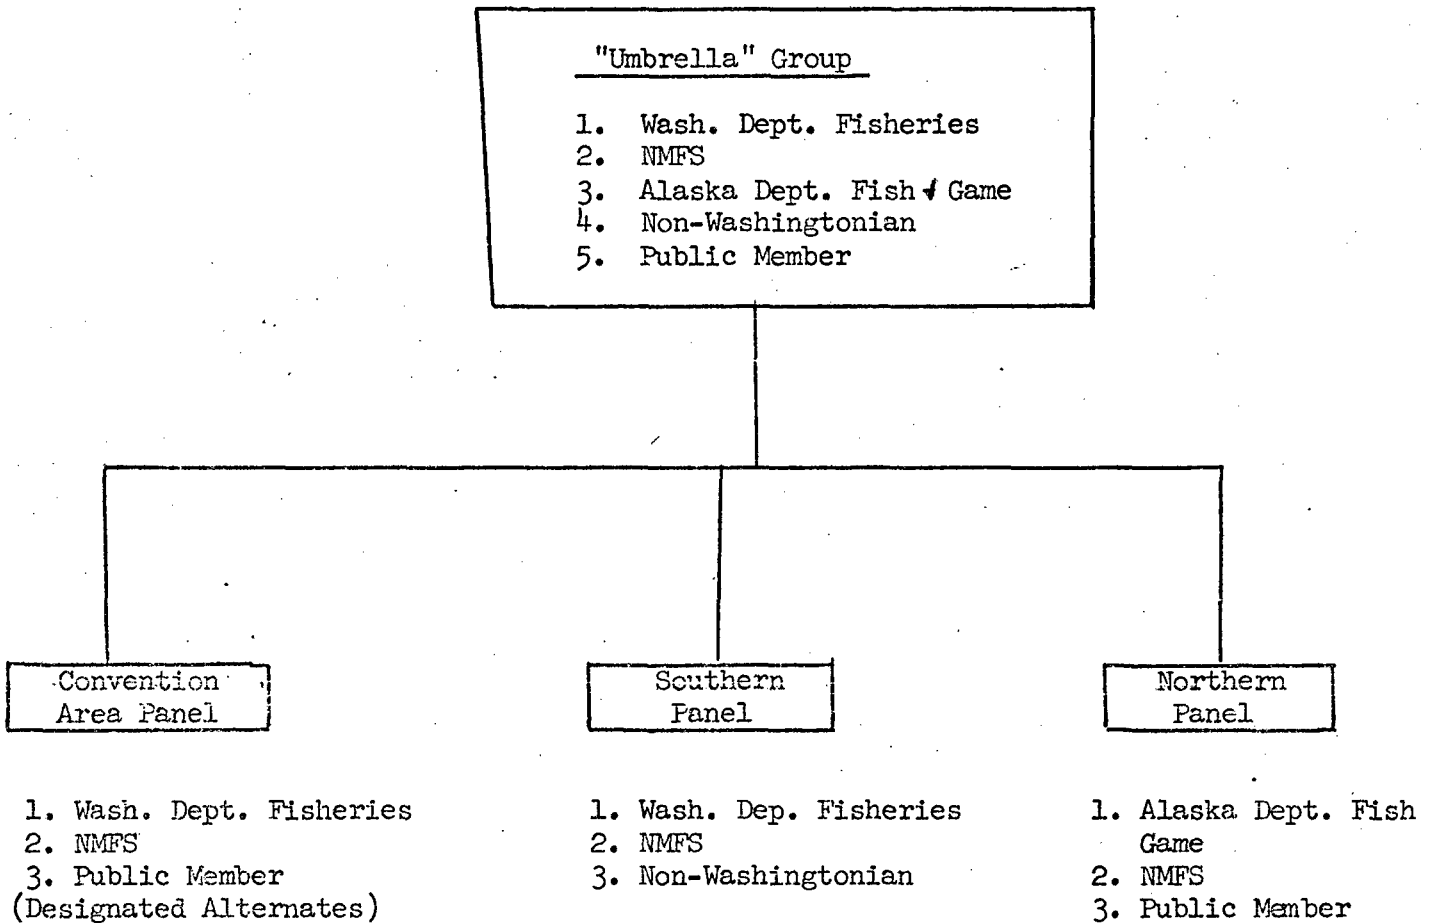 "Umbrella" Group
1. Wash. Dept. Fisheries
2. NMFS
3. Alaska Dept. Fish & Game
4. Non-Washingtonian
5. Public Member
Convention
Area Panel
1. Wash. Dept. Fisheries
2. NMFS
3. Public Member
(Designated Alternates)
Southern
Panel
1. Wash. Dep. Fisheries
2. NMFS
3. Non-Washingtonian
Northern
Panel
1. Alaska Dept. Fish
Game
2. NMFS
3. Public Member